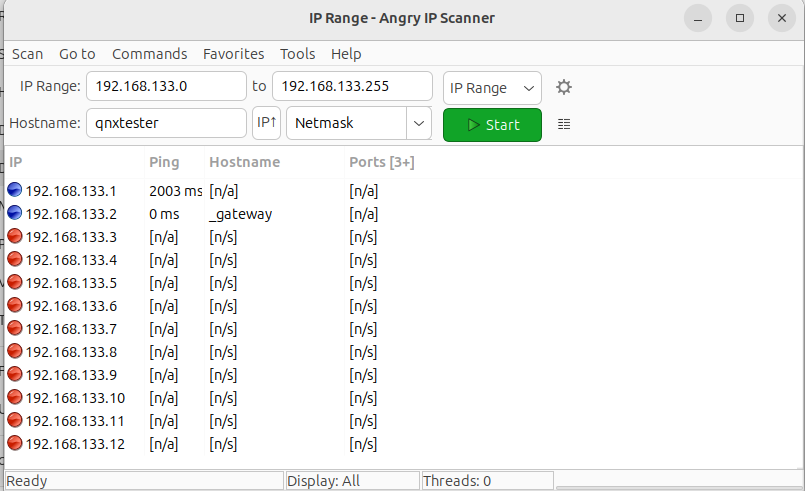 IP Range - Angry IP Scanner
Scan Go to Commands Favorites Tools Help
IP Range: 192.168.133.0 to 192.168.133.255 IP Range
Hostname: qnxtester IP↑ Netmask Start
IP Ping Hostname Ports [3+]
192.168.133.1 2003 ms [n/a] [n/a]
192.168.133.2 0 ms _gateway [n/a]
192.168.133.3 [n/a] [n/s] [n/s]
192.168.133.4 [n/a] [n/s] [n/s]
192.168.133.5 [n/a] [n/s] [n/s]
192.168.133.6 [n/a] [n/s] [n/s]
192.168.133.7 [n/a] [n/s] [n/s]
192.168.133.8 [n/a] [n/s] [n/s]
192.168.133.9 [n/a] [n/s] [n/s]
192.168.133.10 [n/a] [n/s] [n/s]
192.168.133.11 [n/a] [n/s] [n/s]
192.168.133.12 [n/a] [n/s] [n/s]
Ready Display: All Threads: 0